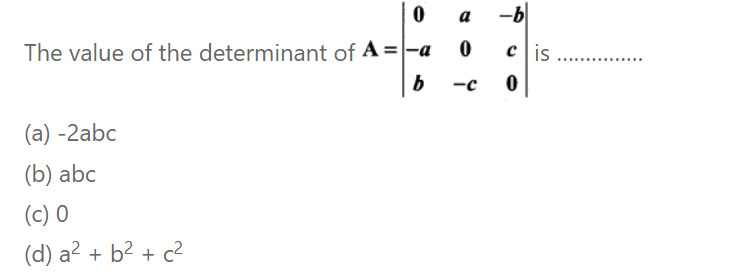 The value of the determinant of A = |0 a −b|
|−a 0 c|
|b −c 0| is ...............
(a) -2abc
(b) abc
(c) 0
(d) a² + b² + c²